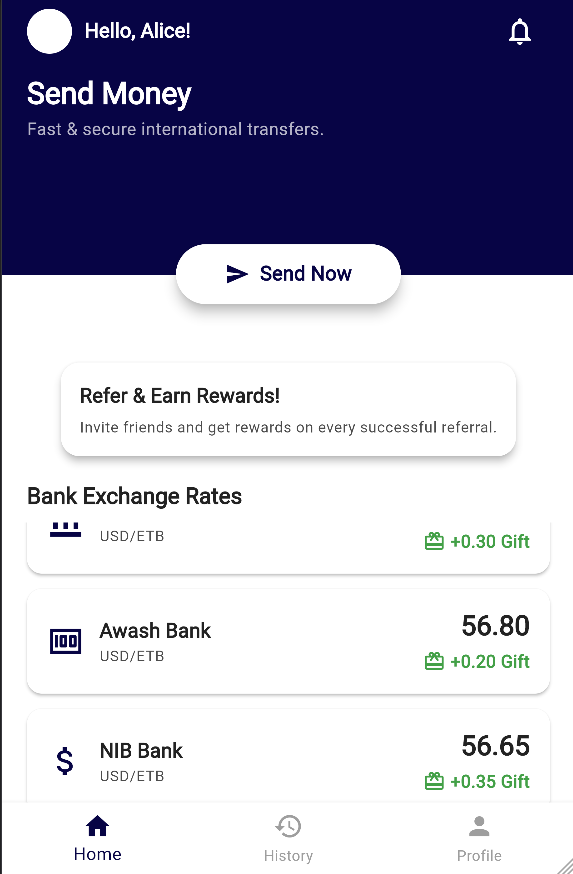 Hello, Alice!
Send Money
Fast & secure international transfers.
Send Now
Refer & Earn Rewards!
Invite friends and get rewards on every successful referral.
Bank Exchange Rates
USD/ETB
+0.30 Gift
100
Awash Bank
56.80
USD/ETB
+0.20 Gift
$
NIB Bank
56.65
USD/ETB
+0.35 Gift
Home
History
Profile